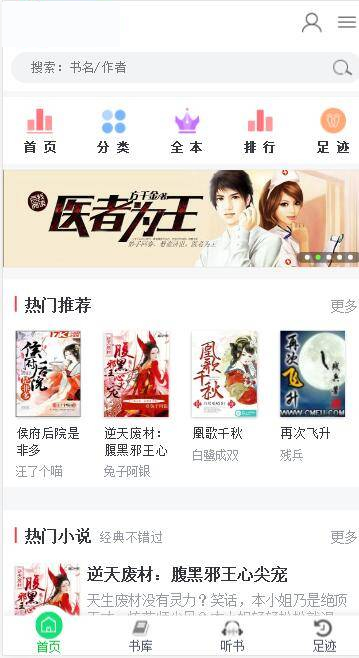 搜索：书名/作者
首 页
分 类
全 本
排 行
足 迹
方千金 著
医者为王
热门推荐
更多
侯府后院是非多
逆天废材：腹黑邪王心
凰歌千秋
再次飞升
汪了个喵
兔子阿银
白鹭成双
残兵
热门小说 经典不错过
更多
逆天废材：腹黑邪王心尖宠
天生废材没有灵力？笑话，本小姐乃是绝顶
首页
书库
听书
足迹